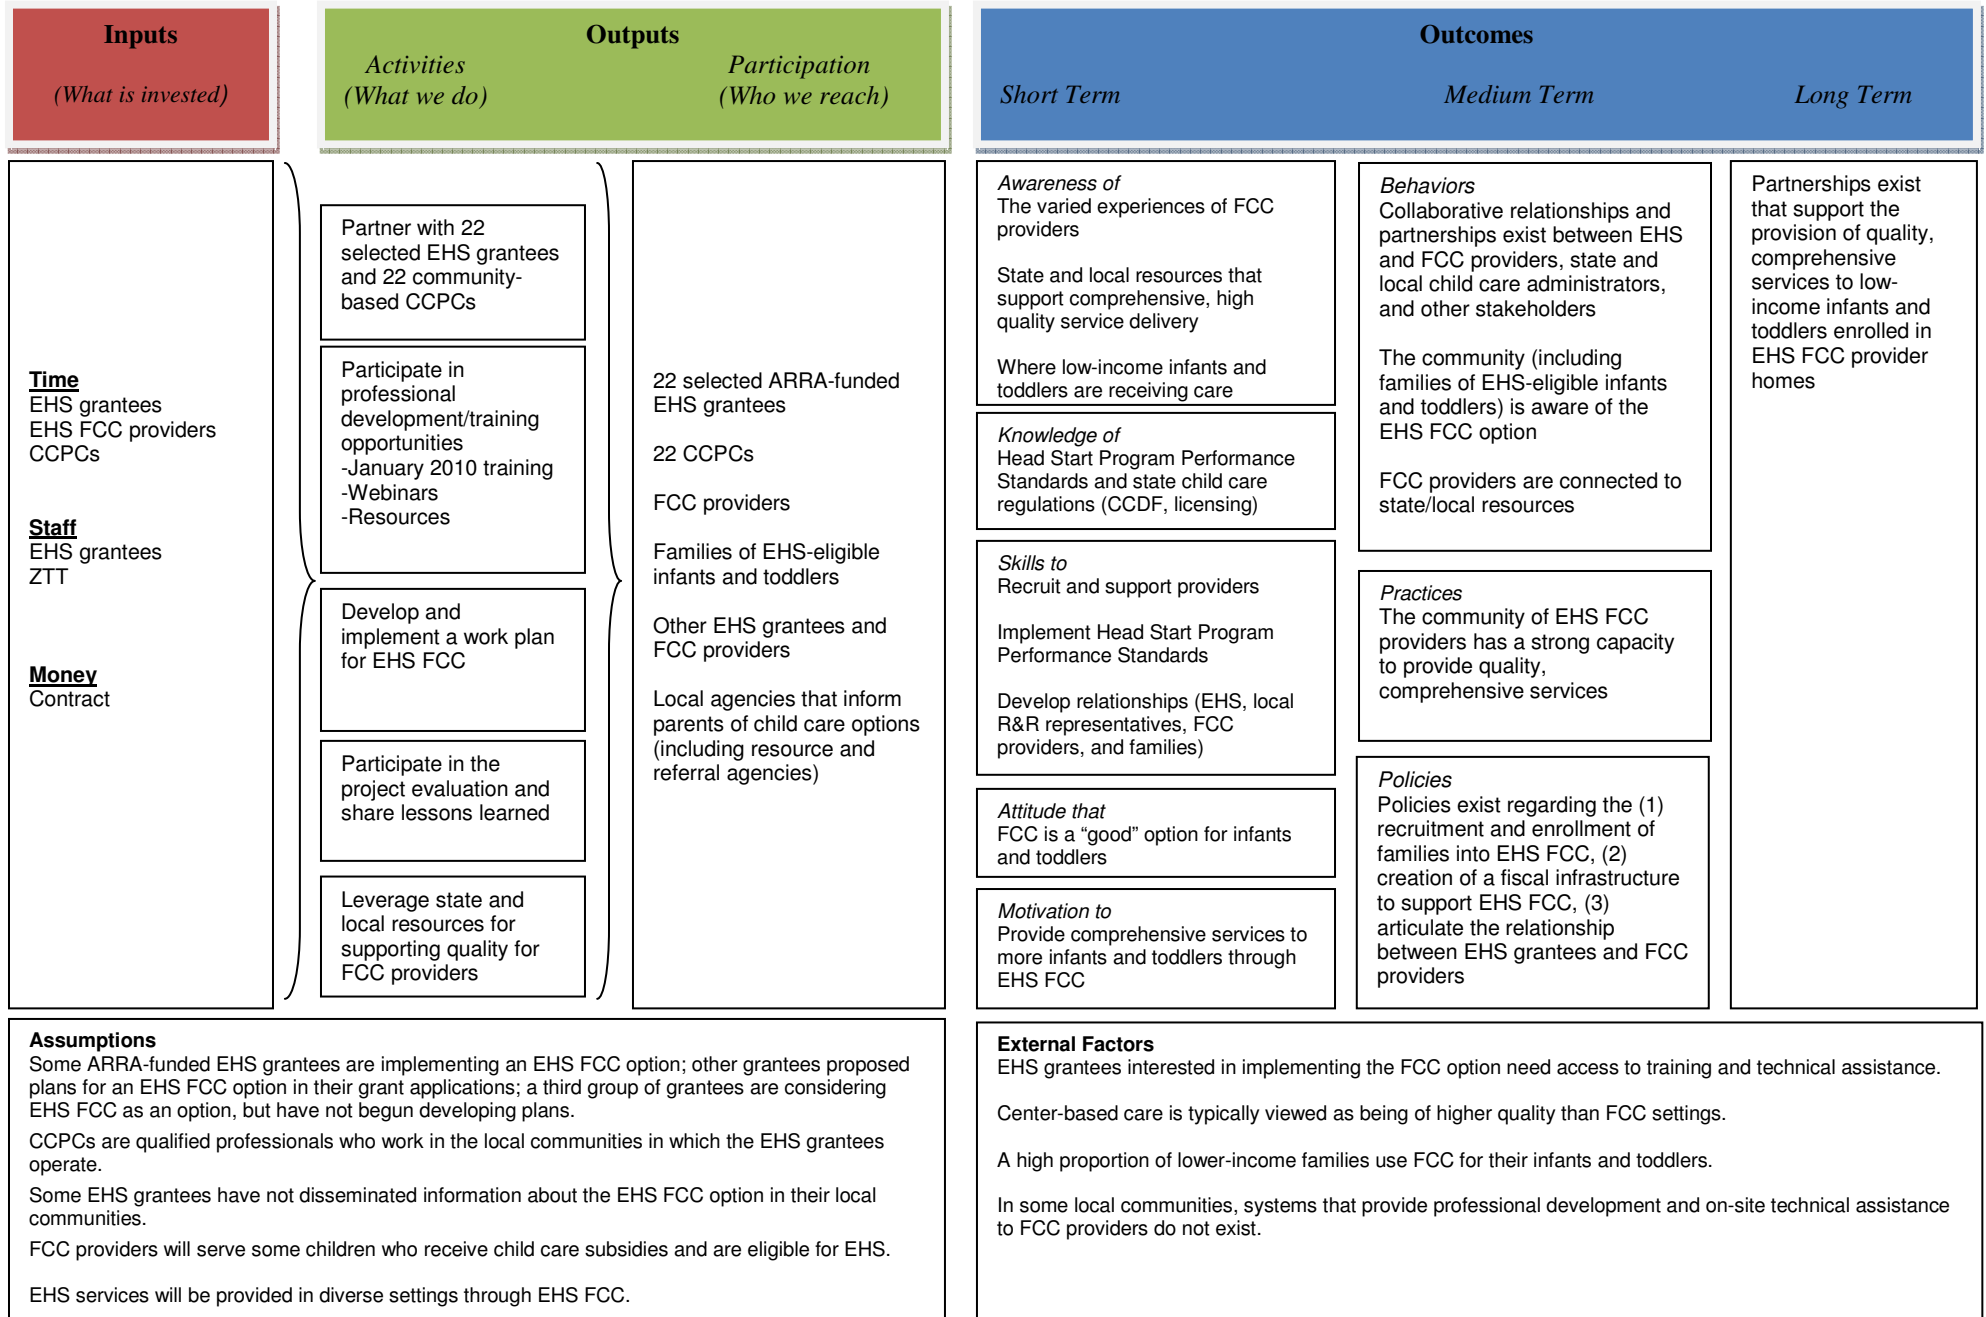 Inputs
(What is invested)
Outputs
Activities
(What we do)
Participation
(Who we reach)
Outcomes
Short Term
Medium Term
Long Term
Time
EHS grantees
EHS FCC providers
CCPCs
Staff
EHS grantees
ZTT
Money
Contract
Partner with 22
selected EHS grantees
and 22 community-
based CCPCs
Participate in
professional
development/training
opportunities
-January 2010 training
-Webinars
-Resources
Develop and
implement a work plan
for EHS FCC
Participate in the
project evaluation and
share lessons learned
Leverage state and
local resources for
supporting quality for
FCC providers
22 selected ARRA-funded
EHS grantees
22 CCPCs
FCC providers
Families of EHS-eligible
infants and toddlers
Other EHS grantees and
FCC providers
Local agencies that inform
parents of child care options
(including resource and
referral agencies)
Awareness of
The varied experiences of FCC
providers
State and local resources that
support comprehensive, high
quality service delivery
Where low-income infants and
toddlers are receiving care
Knowledge of
Head Start Program Performance
Standards and state child care
regulations (CCDF, licensing)
Skills to
Recruit and support providers
Implement Head Start Program
Performance Standards
Develop relationships (EHS, local
R&R representatives, FCC
providers, and families)
Attitude that
FCC is a “good” option for infants
and toddlers
Motivation to
Provide comprehensive services to
more infants and toddlers through
EHS FCC
Behaviors
Collaborative relationships and
partnerships exist between EHS
and FCC providers, state and
local child care administrators,
and other stakeholders
The community (including
families of EHS-eligible infants
and toddlers) is aware of the
EHS FCC option
FCC providers are connected to
state/local resources
Practices
The community of EHS FCC
providers has a strong capacity
to provide quality,
comprehensive services
Policies
Policies exist regarding the (1)
recruitment and enrollment of
families into EHS FCC, (2)
creation of a fiscal infrastructure
to support EHS FCC, (3)
articulate the relationship
between EHS grantees and FCC
providers
Partnerships exist
that support the
provision of quality,
comprehensive
services to low-
income infants and
toddlers enrolled in
EHS FCC provider
homes
Assumptions
Some ARRA-funded EHS grantees are implementing an EHS FCC option; other grantees proposed
plans for an EHS FCC option in their grant applications; a third group of grantees are considering
EHS FCC as an option, but have not begun developing plans.
CCPCs are qualified professionals who work in the local communities in which the EHS grantees
operate.
Some EHS grantees have not disseminated information about the EHS FCC option in their local
communities.
FCC providers will serve some children who receive child care subsidies and are eligible for EHS.
EHS services will be provided in diverse settings through EHS FCC.
External Factors
EHS grantees interested in implementing the FCC option need access to training and technical assistance.
Center-based care is typically viewed as being of higher quality than FCC settings.
A high proportion of lower-income families use FCC for their infants and toddlers.
In some local communities, systems that provide professional development and on-site technical assistance
to FCC providers do not exist.